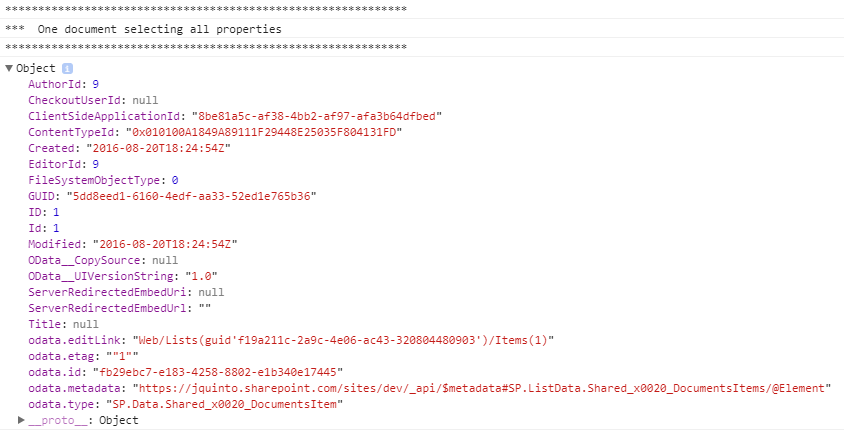 *************************************************************
*** One document selecting all properties
*************************************************************
▼Object i
AuthorId: 9
CheckoutUserId: null
ClientSideApplicationId: "8be81a5c-af38-4bb2-af97-afa3b64dfbed"
ContentTypeId: "0x010100A1849A89111F29448E25035F804131FD"
Created: "2016-08-20T18:24:54Z"
EditorId: 9
FileSystemObjectType: 0
GUID: "5dd8eed1-6160-4edf-aa33-52ed1e765b36"
ID: 1
Id: 1
Modified: "2016-08-20T18:24:54Z"
OData__CopySource: null
OData__UIVersionString: "1.0"
ServerRedirectedEmbedUri: null
ServerRedirectedEmbedUrl: ""
Title: null
odata.editLink: "Web/Lists(guid'f19a211c-2a9c-4e06-ac43-320804480903')/Items(1)"
odata.etag: ""1""
odata.id: "fb29ebc7-e183-4258-8802-e1b340e17445"
odata.metadata: "https://jquinto.sharepoint.com/sites/dev/_api/$metadata#SP.ListData.Shared_x0020_DocumentsItems/@Element"
odata.type: "SP.Data.Shared_x0020_DocumentsItem"
▶__proto__: Object